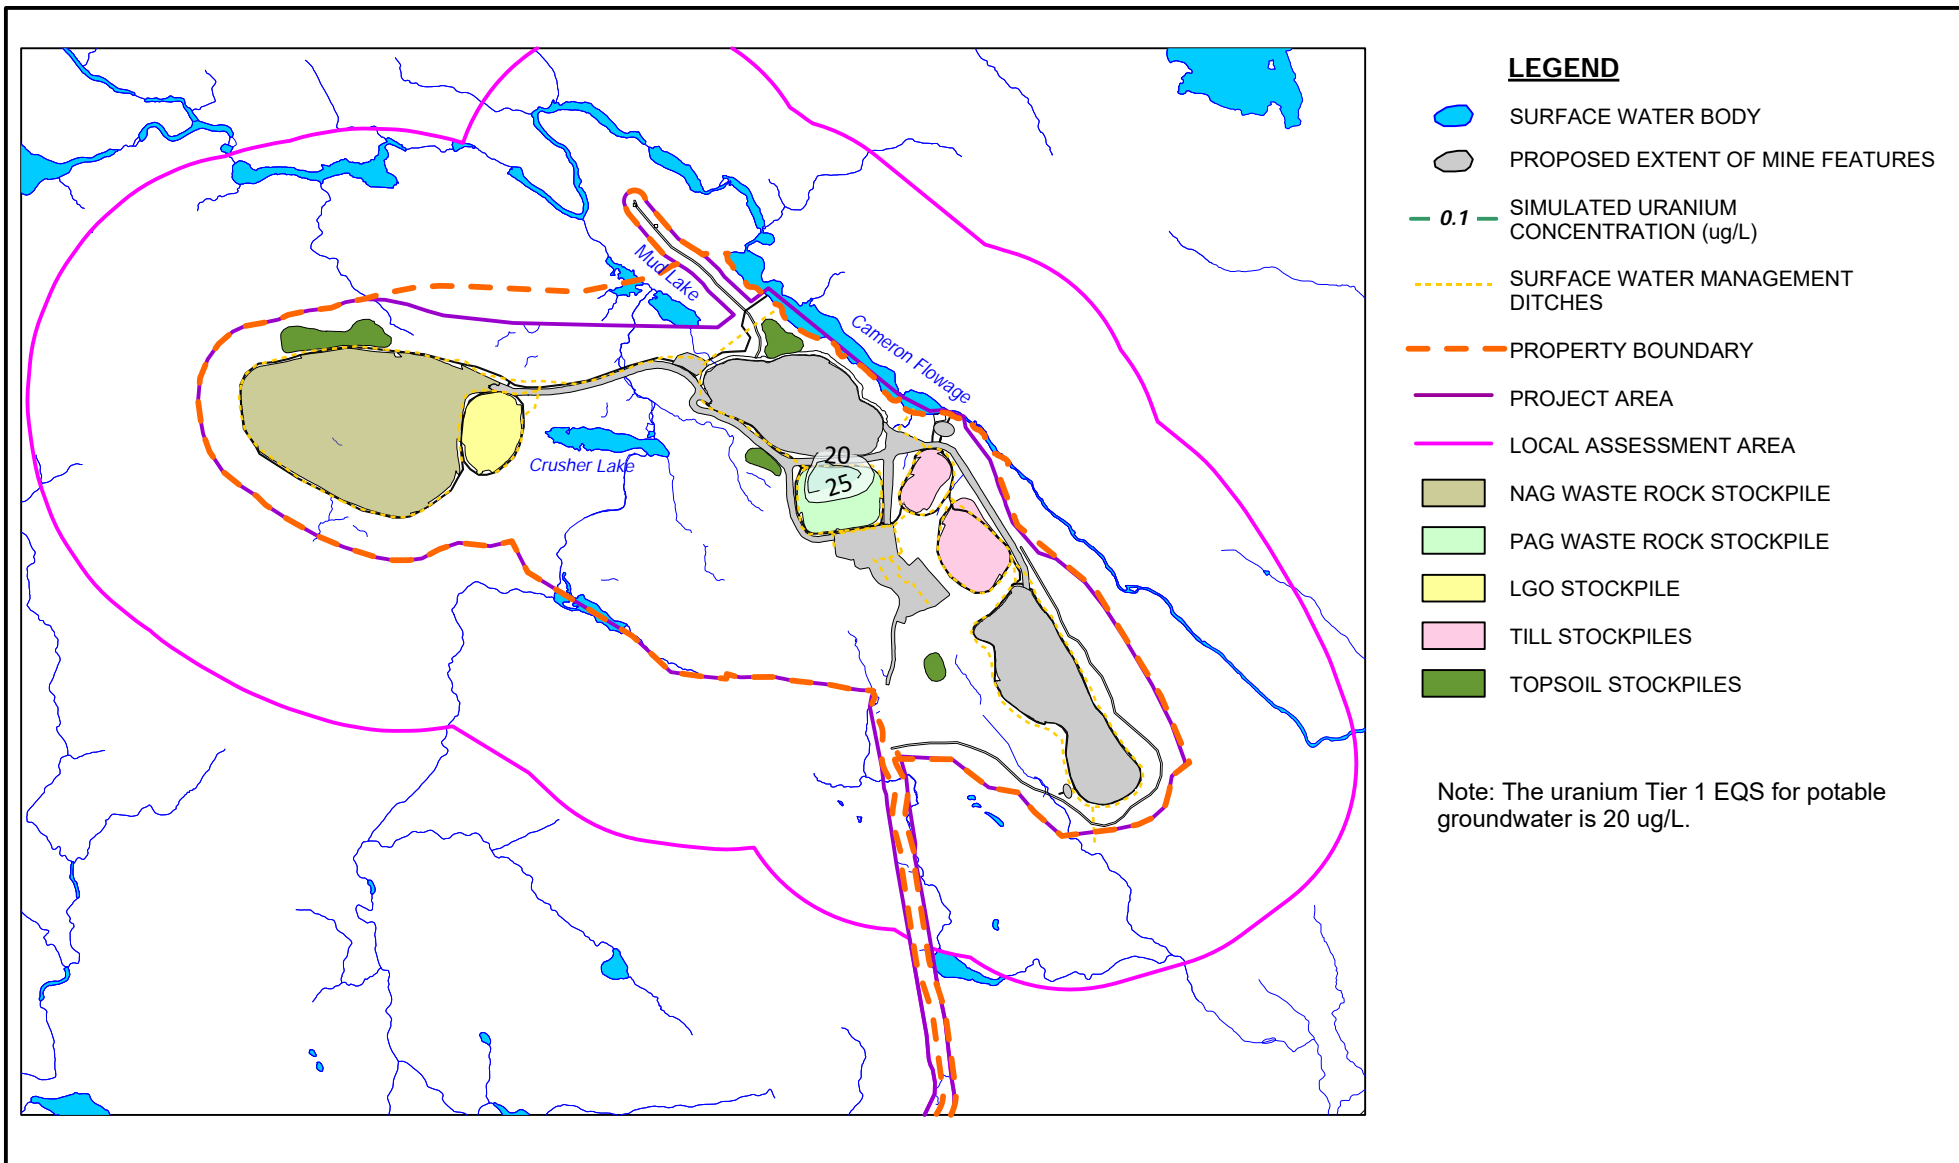 LEGEND
SURFACE WATER BODY
PROPOSED EXTENT OF MINE FEATURES
0.1
SIMULATED URANIUM
CONCENTRATION (ug/L)
SURFACE WATER MANAGEMENT
DITCHES
PROPERTY BOUNDARY
PROJECT AREA
LOCAL ASSESSMENT AREA
NAG WASTE ROCK STOCKPILE
PAG WASTE ROCK STOCKPILE
LGO STOCKPILE
TILL STOCKPILES
TOPSOIL STOCKPILES
Note: The uranium Tier 1 EQS for potable
groundwater is 20 ug/L.
Mud Lake
Cameron Flowage
Crusher Lake
20
25